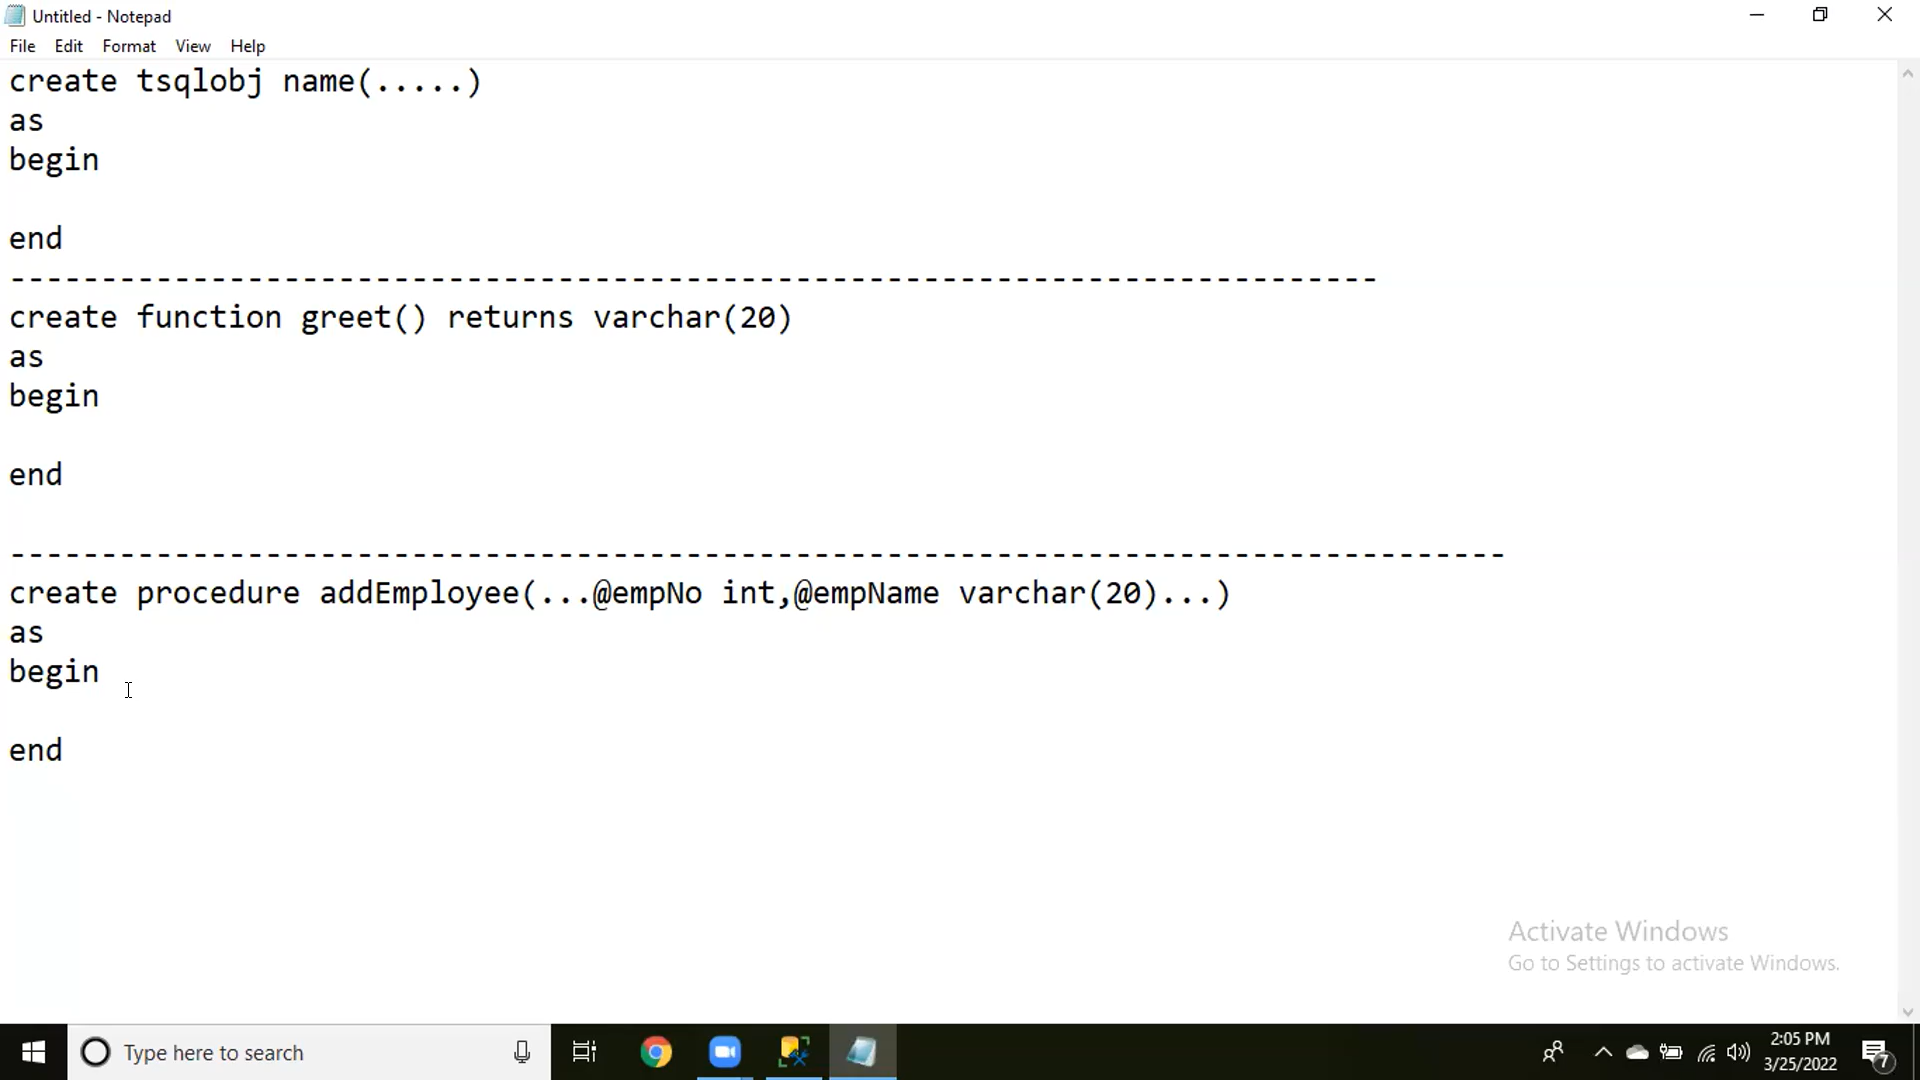 Untitled - Notepad
File Edit Format View Help
create tsqlobj name(.....)
as
begin
end
---------------------------------------------------------------------------
create function greet() returns varchar(20)
as
begin
end
----------------------------------------------------------------------------------
create procedure addEmployee(...@empNo int,@empName varchar(20)...)
as
begin
end
Activate Windows
Go to Settings to activate Windows.
Type here to search
2:05 PM
3/25/2022
7